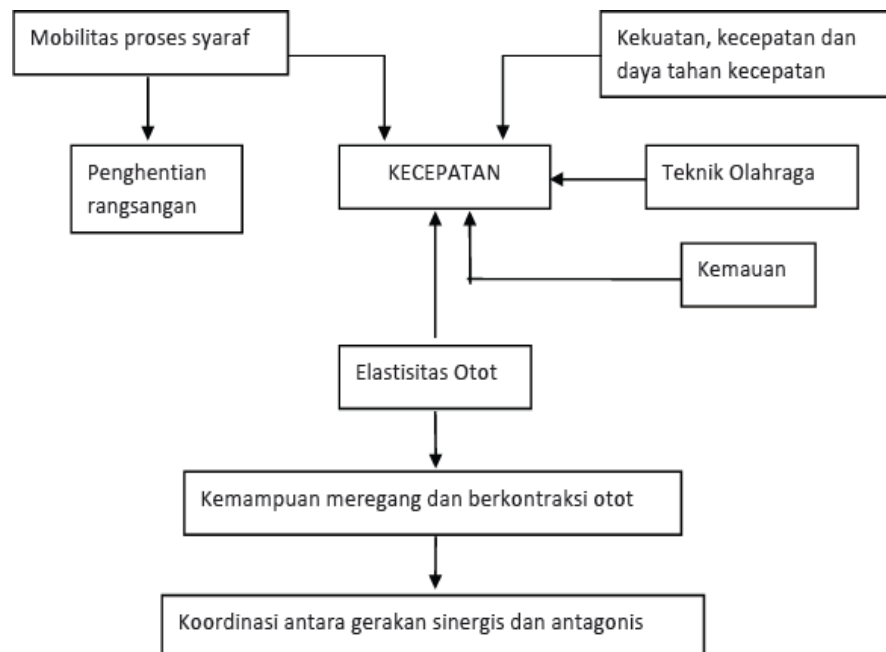 Mobilitas proses syaraf
Kekuatan, kecepatan dan
daya tahan kecepatan
Penghentian
rangsangan
KECEPATAN
Teknik Olahraga
Kemauan
Elastisitas Otot
Kemampuan meregang dan berkontraksi otot
Koordinasi antara gerakan sinergis dan antagonis